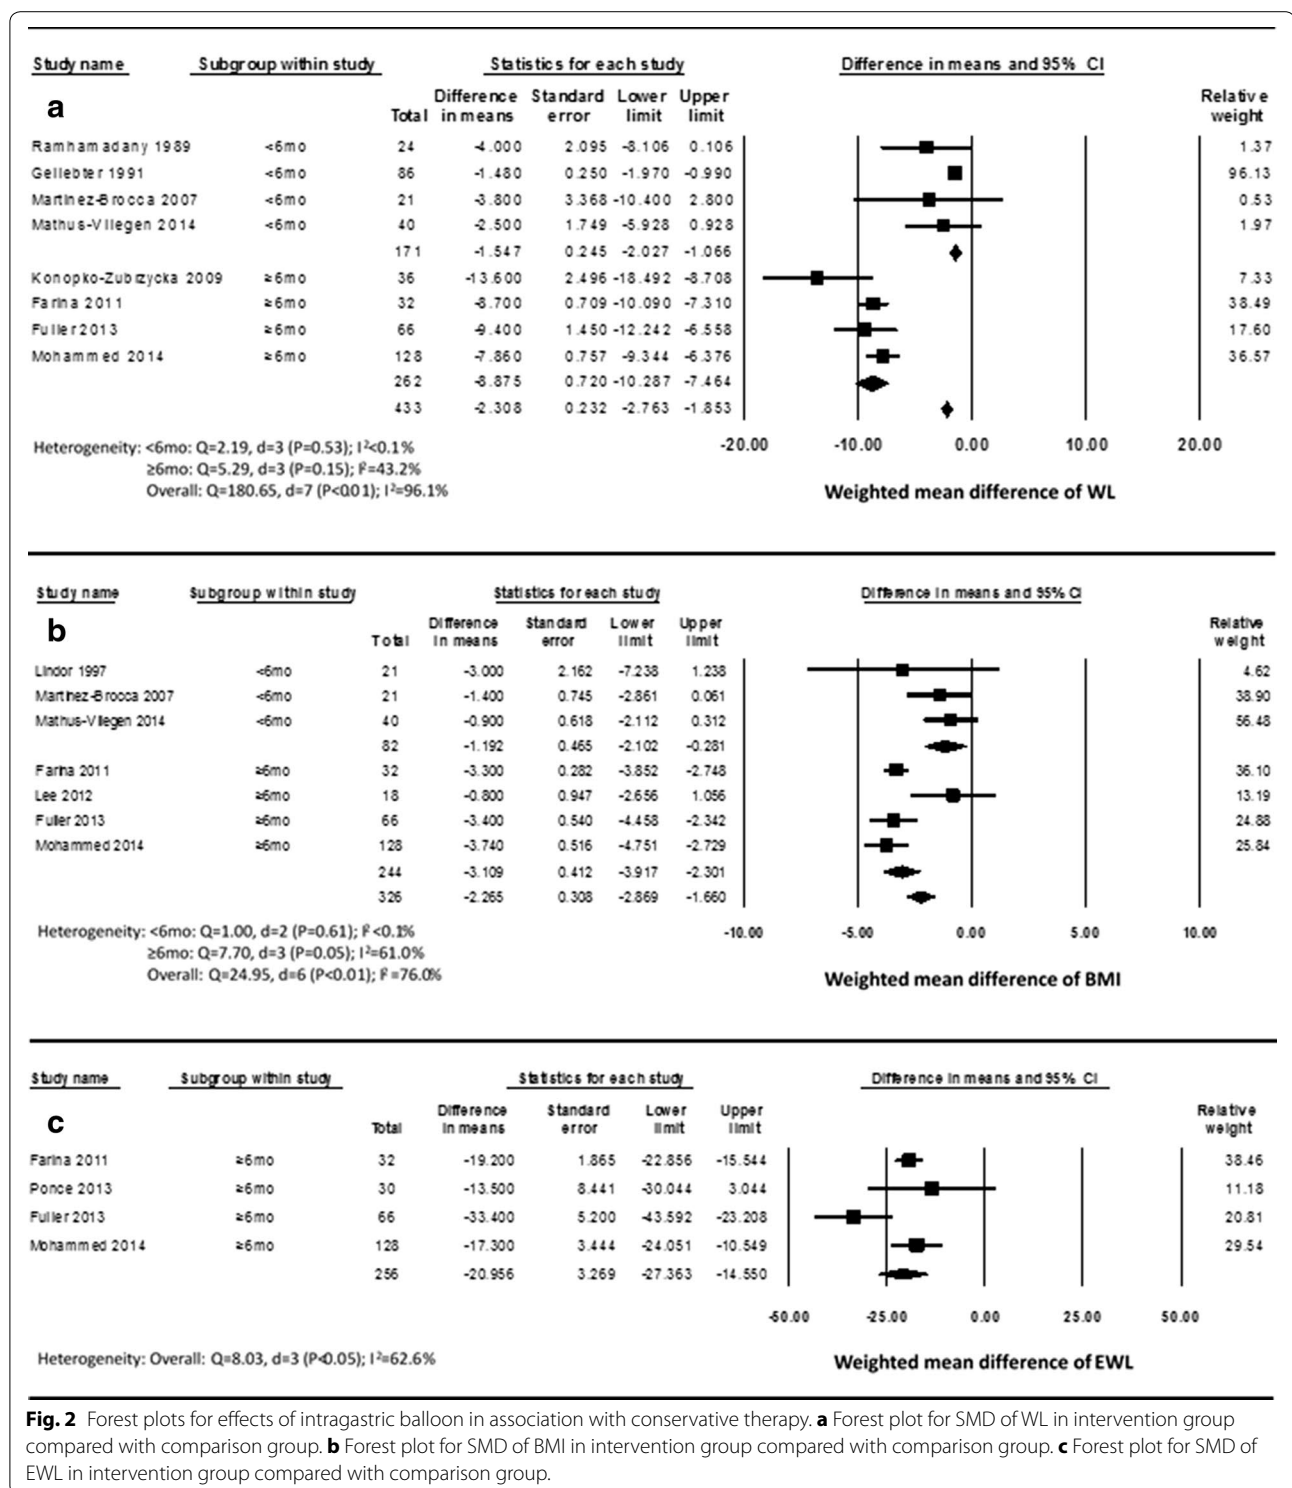 Study name Subgroup within study Statistics for each study Difference in means and 95% CI
a
Difference Standard Lower Upper Relative
Total in means error limit limit weight
Ramhamadany 1989 <6mo 24 -4.000 2.095 -8.106 0.106 1.37
Geliebter 1991 <6mo 86 -1.480 0.250 -1.970 -0.990 96.13
Martinez-Brocca 2007 <6mo 21 -3.800 3.368 -10.400 2.800 0.53
Mathus-Vliegen 2014 <6mo 40 -2.500 1.749 -5.928 0.928 1.97
171 -1.547 0.245 -2.027 -1.066
Konopko-Zubrzycka 2009 ≥6mo 36 -13.600 2.496 -18.492 -8.708 7.33
Farina 2011 ≥6mo 32 -8.700 0.709 -10.090 -7.310 38.49
Fuller 2013 ≥6mo 66 -9.400 1.450 -12.242 -6.558 17.60
Mohammed 2014 ≥6mo 128 -7.860 0.757 -9.344 -6.376 36.57
262 -8.875 0.720 -10.287 -7.464
433 -2.308 0.232 -2.763 -1.853
-20.00 -10.00 0.00 10.00 20.00
Heterogeneity: <6mo: Q=2.19, d=3 (P=0.53); I²<0.1%
≥6mo: Q=5.29, d=3 (P=0.15); I²=43.2%
Overall: Q=180.65, d=7 (P<0.01); I²=96.1%
Weighted mean difference of WL
Study name Subgroup within study Statistics for each study Difference in means and 95% CI
b
Difference Standard Lower Upper Relative
Total in means error limit limit weight
Lindor 1997 <6mo 21 -3.000 2.162 -7.238 1.238 4.62
Martinez-Brocca 2007 <6mo 21 -1.400 0.745 -2.861 0.061 38.90
Mathus-Vliegen 2014 <6mo 40 -0.900 0.618 -2.112 0.312 56.48
82 -1.192 0.465 -2.102 -0.281
Farina 2011 ≥6mo 32 -3.300 0.282 -3.852 -2.748 36.10
Lee 2012 ≥6mo 18 -0.800 0.947 -2.656 1.056 13.19
Fuller 2013 ≥6mo 66 -3.400 0.540 -4.458 -2.342 24.88
Mohammed 2014 ≥6mo 128 -3.740 0.516 -4.751 -2.729 25.84
244 -3.109 0.412 -3.917 -2.301
326 -2.265 0.308 -2.869 -1.660
-10.00 -5.00 0.00 5.00 10.00
Heterogeneity: <6mo: Q=1.00, d=2 (P=0.61); I²<0.1%
≥6mo: Q=7.70, d=3 (P=0.05); I²=61.0%
Overall: Q=24.95, d=6 (P<0.01); I²=76.0%
Weighted mean difference of BMI
Study name Subgroup within study Statistics for each study Difference in means and 95% CI
c
Difference Standard Lower Upper Relative
Total in means error limit limit weight
Farina 2011 ≥6mo 32 -19.200 1.865 -22.856 -15.544 38.46
Ponce 2013 ≥6mo 30 -13.500 8.441 -30.044 3.044 11.18
Fuller 2013 ≥6mo 66 -33.400 5.200 -43.592 -23.208 20.81
Mohammed 2014 ≥6mo 128 -17.300 3.444 -24.051 -10.549 29.54
256 -20.956 3.269 -27.363 -14.550
-50.00 -25.00 0.00 25.00 50.00
Heterogeneity: Overall: Q=8.03, d=3 (P<0.05); I²=62.6%
Weighted mean difference of EWL
Fig. 2 Forest plots for effects of intragastric balloon in association with conservative therapy. a Forest plot for SMD of WL in intervention group
compared with comparison group. b Forest plot for SMD of BMI in intervention group compared with comparison group. c Forest plot for SMD of
EWL in intervention group compared with comparison group.